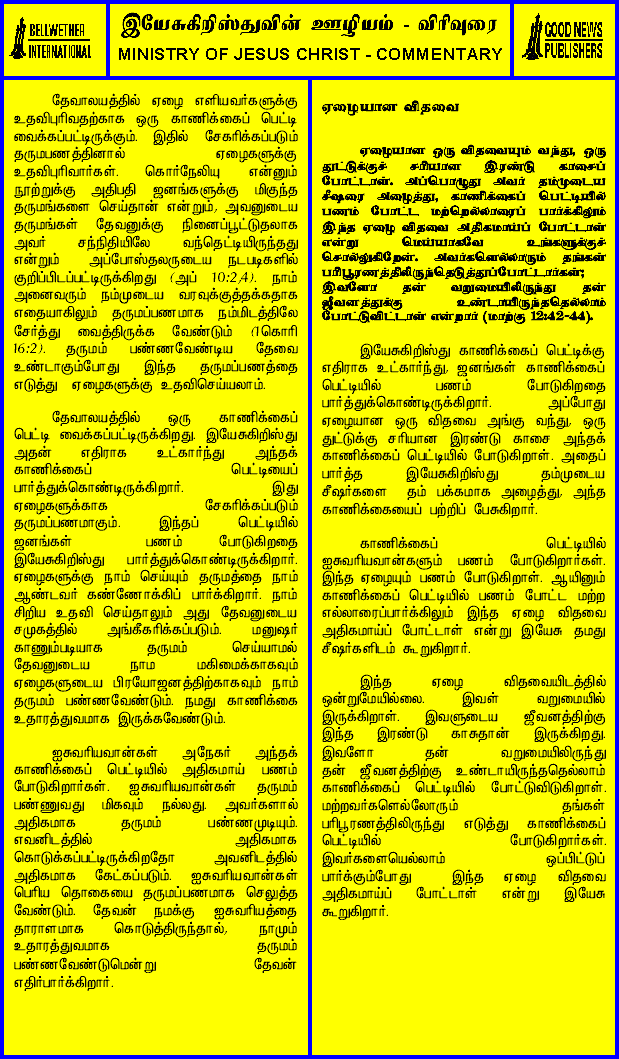 BELLWETHER
INTERNATIONAL
இயேசுகிறிஸ்துவின் ஊழியம் - விரிவுரை
MINISTRY OF JESUS CHRIST - COMMENTARY
GOOD NEWS
PUBLISHERS
தேவாலயத்தில் ஏழை எளியவர்களுக்கு
உதவிபுரிவதற்காக ஒரு காணிக்கைப் பெட்டி
வைக்கப்பட்டிருக்கும். இதில் சேகரிக்கப்படும்
தருமபணத்தினால் ஏழைகளுக்கு
உதவிபுரிவார்கள். கொர்நேலியு என்னும்
நூற்றுக்கு அதிபதி ஜனங்களுக்கு மிகுந்த
தருமங்களை செய்தான் என்றும், அவனுடைய
தருமங்கள் தேவனுக்கு நினைப்பூட்டுதலாக
அவர் சந்நிதியிலே வந்தெட்டியிருந்தது
என்றும் அப்போஸ்தலருடைய நடபடிகளில்
குறிப்பிடப்பட்டிருக்கிறது (அப் 10:2,4). நாம்
அனைவரும் நம்முடைய வரவுக்குத்தக்கதாக
எதையாகிலும் தருமப்பணமாக நம்மிடத்திலே
சேர்த்து வைத்திருக்க வேண்டும் (1கொரி
16:2). தருமம் பண்ணவேண்டிய தேவை
உண்டாகும்போது இந்த தருமப்பணத்தை
எடுத்து ஏழைகளுக்கு உதவிசெய்யலாம்.
தேவாலயத்தில் ஒரு காணிக்கைப்
பெட்டி வைக்கப்பட்டிருக்கிறது. இயேசுகிறிஸ்து
அதன் எதிராக உட்கார்ந்து அந்தக்
காணிக்கைப் பெட்டியைப்
பார்த்துக்கொண்டிருக்கிறார். இது
ஏழைகளுக்காக சேகரிக்கப்படும்
தருமப்பணமாகும். இந்தப் பெட்டியில்
ஜனங்கள் பணம் போடுகிறதை
இயேசுகிறிஸ்து பார்த்துக்கொண்டிருக்கிறார்.
ஏழைகளுக்கு நாம் செய்யும் தருமத்தை நாம்
ஆண்டவர் கண்ணோக்கிப் பார்க்கிறார். நாம்
சிறிய உதவி செய்தாலும் அது தேவனுடைய
சமுகத்தில் அங்கீகரிக்கப்படும். மனுஷர்
காணும்படியாக தருமம் செய்யாமல்
தேவனுடைய நாம மகிமைக்காகவும்
ஏழைகளுடைய பிரயோஜனத்திற்காகவும் நாம்
தருமம் பண்ணவேண்டும். நமது காணிக்கை
உதாரத்துவமாக இருக்கவேண்டும்.
ஐசுவரியவான்கள் அநேகர் அந்தக்
காணிக்கைப் பெட்டியில் அதிகமாய் பணம்
போடுகிறார்கள். ஐசுவரியவான்கள் தருமம்
பண்ணுவது மிகவும் நல்லது. அவர்களால்
அதிகமாக தருமம் பண்ணமுடியும்.
எவனிடத்தில் அதிகமாக
கொடுக்கப்பட்டிருக்கிறதோ அவனிடத்தில்
அதிகமாக கேட்கப்படும். ஐசுவரியவான்கள்
பெரிய தொகையை தருமப்பணமாக செலுத்த
வேண்டும். தேவன் நமக்கு ஐசுவரியத்தை
தாராளமாக கொடுத்திருந்தால், நாமும்
உதாரத்துவமாக தருமம்
பண்ணவேண்டுமென்று தேவன்
எதிர்பார்க்கிறார்.
ஏழையான விதவை
ஏழையான ஒரு விதவையும் வந்து, ஒரு
துட்டுக்குச் சரியான இரண்டு காசைப்
போட்டாள். அப்பொழுது அவர் தம்முடைய
சீஷரை அழைத்து, காணிக்கைப் பெட்டியில்
பணம் போட்ட மற்றெல்லாரைப் பார்க்கிலும்
இந்த ஏழை விதவை அதிகமாய்ப் போட்டாள்
என்று மெய்யாகவே உங்களுக்குச்
சொல்லுகிறேன். அவர்களெல்லாரும் தங்கள்
பரிபூரணத்திலிருந்தெடுத்துப்போட்டார்கள்;
இவளோ தன் வறுமையிலிருந்து தன்
ஜீவனத்துக்கு உண்டாயிருந்ததெல்லாம்
போட்டுவிட்டாள் என்றார் (மாற்கு 12:42-44).
இயேசுகிறிஸ்து காணிக்கைப் பெட்டிக்கு
எதிராக உட்கார்ந்து, ஜனங்கள் காணிக்கைப்
பெட்டியில் பணம் போடுகிறதை
பார்த்துக்கொண்டிருக்கிறார். அப்போது
ஏழையான ஒரு விதவை அங்கு வந்து, ஒரு
துட்டுக்கு சரியான இரண்டு காசை அந்தக்
காணிக்கைப் பெட்டியில் போடுகிறாள். அதைப்
பார்த்த இயேசுகிறிஸ்து தம்முடைய
சீஷர்களை தம் பக்கமாக அழைத்து, அந்த
காணிக்கையைப் பற்றிப் பேசுகிறார்.
காணிக்கைப் பெட்டியில்
ஐசுவரியவான்களும் பணம் போடுகிறார்கள்.
இந்த ஏழையும் பணம் போடுகிறாள். ஆயினும்
காணிக்கைப் பெட்டியில் பணம் போட்ட மற்ற
எல்லாரைப்பார்க்கிலும் இந்த ஏழை விதவை
அதிகமாய்ப் போட்டாள் என்று இயேசு தமது
சீஷர்களிடம் கூறுகிறார்.
இந்த ஏழை விதவையிடத்தில்
ஒன்றுமேயில்லை. இவள் வறுமையில்
இருக்கிறாள். இவளுடைய ஜீவனத்திற்கு
இந்த இரண்டு காசுதான் இருக்கிறது.
இவளோ தன் வறுமையிலிருந்து
தன் ஜீவனத்திற்கு உண்டாயிருந்ததெல்லாம்
காணிக்கைப் பெட்டியில் போட்டுவிடுகிறாள்.
மற்றவர்களெல்லோரும் தங்கள்
பரிபூரணத்திலிருந்து எடுத்து காணிக்கைப்
பெட்டியில் போடுகிறார்கள்.
இவர்களையெல்லாம் ஒப்பிட்டுப்
பார்க்கும்போது இந்த ஏழை விதவை
அதிகமாய்ப் போட்டாள் என்று இயேசு
கூறுகிறார்.